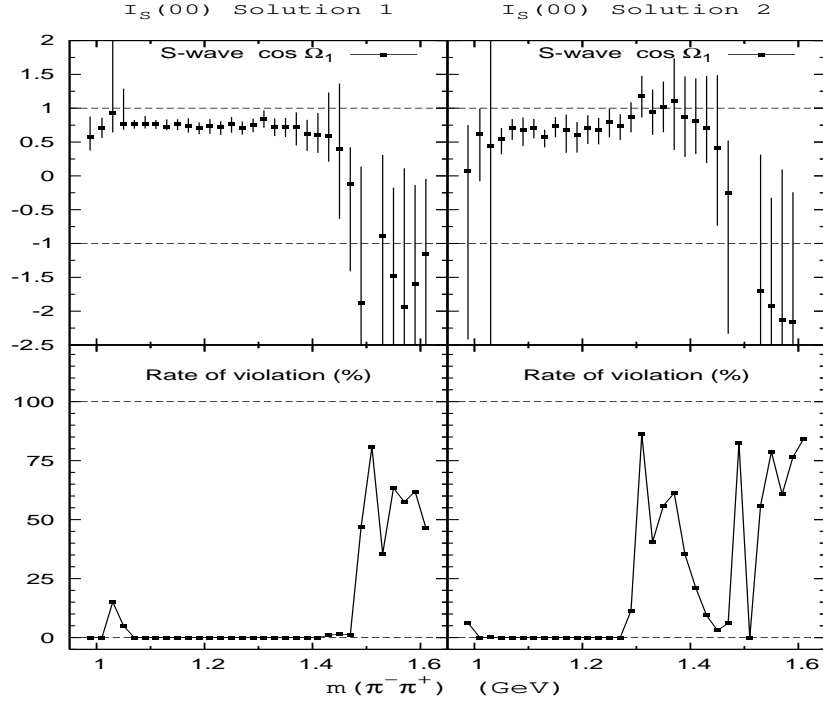 I_S(00) Solution 1
I_S(00) Solution 2
S-wave cos Ω₁
S-wave cos Ω₁
2
1.5
1
0.5
0
-0.5
-1
-1.5
-2
-2.5
Rate of violation (%)
Rate of violation (%)
100
75
50
25
0
1 1.2 1.4 1.6
1 1.2 1.4 1.6
m(π⁻π⁺) (GeV)